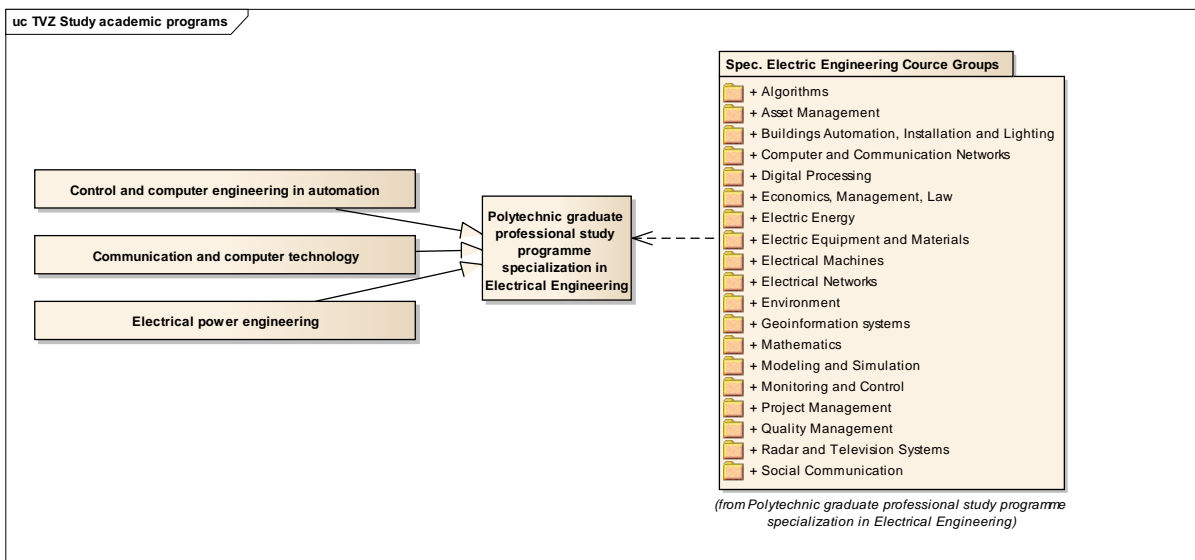 uc TVZ Study academic programs
Control and computer engineering in automation
Communication and computer technology
Electrical power engineering
Polytechnic graduate
professional study
programme
specialization in
Electrical Engineering
Spec. Electric Engineering Cource Groups
+ Algorithms
+ Asset Management
+ Buildings Automation, Installation and Lighting
+ Computer and Communication Networks
+ Digital Processing
+ Economics, Management, Law
+ Electric Energy
+ Electric Equipment and Materials
+ Electrical Machines
+ Electrical Networks
+ Environment
+ Geoinformation systems
+ Mathematics
+ Modeling and Simulation
+ Monitoring and Control
+ Project Management
+ Quality Management
+ Radar and Television Systems
+ Social Communication
(from Polytechnic graduate professional study programme
specialization in Electrical Engineering)